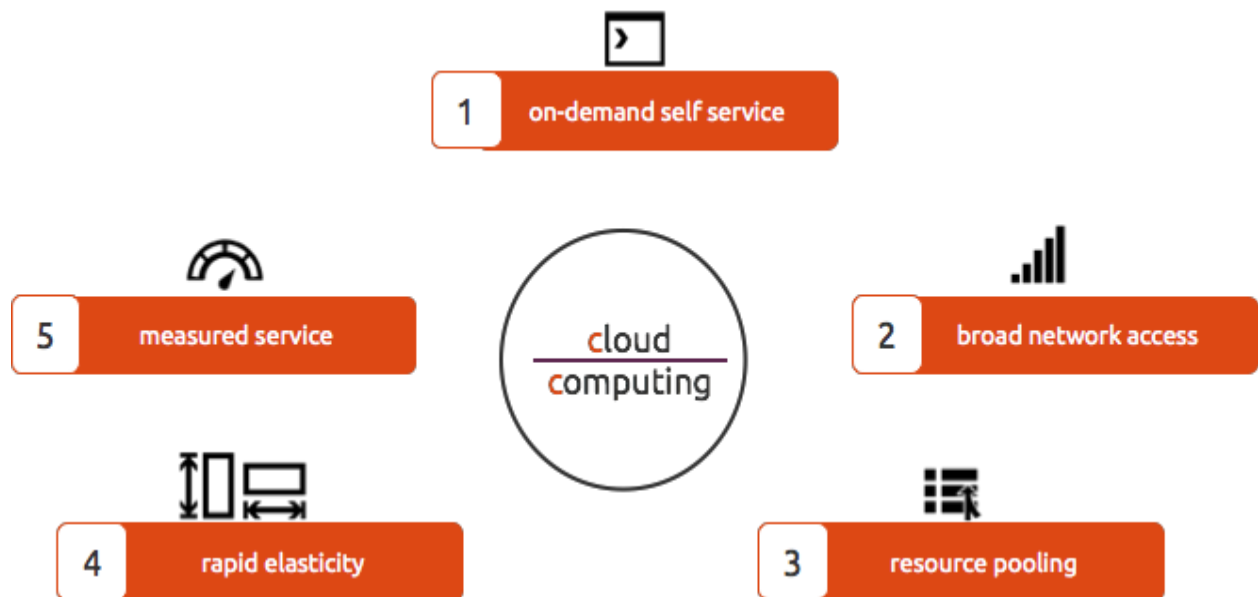 1 on-demand self service
5 measured service
2 broad network access
cloud
computing
4 rapid elasticity
3 resource pooling